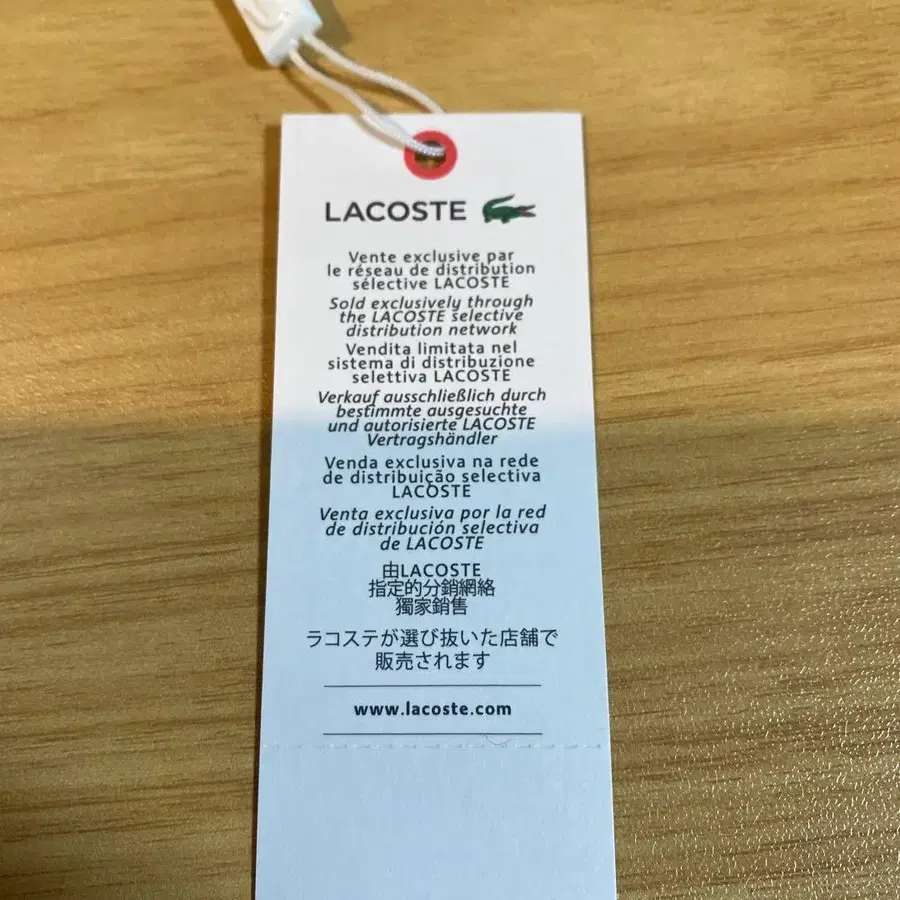 LACOSTE
Vente exclusive par
le réseau de distribution
sélective LACOSTE
Sold exclusively through
the LACOSTE selective
distribution network
Vendita limitata nel
sistema di distribuzione
selettiva LACOSTE
Verkauf ausschließlich durch
bestimmte ausgesuchte
und autorisierte LACOSTE
Vertragshändler
Venda exclusiva na rede
de distribuição selectiva
LACOSTE
Venta exclusiva por la red
de distribución selectiva
de LACOSTE
由LACOSTE
指定的分銷網絡
獨家銷售
ラコステが選び抜いた店舗で
販売されます
www.lacoste.com